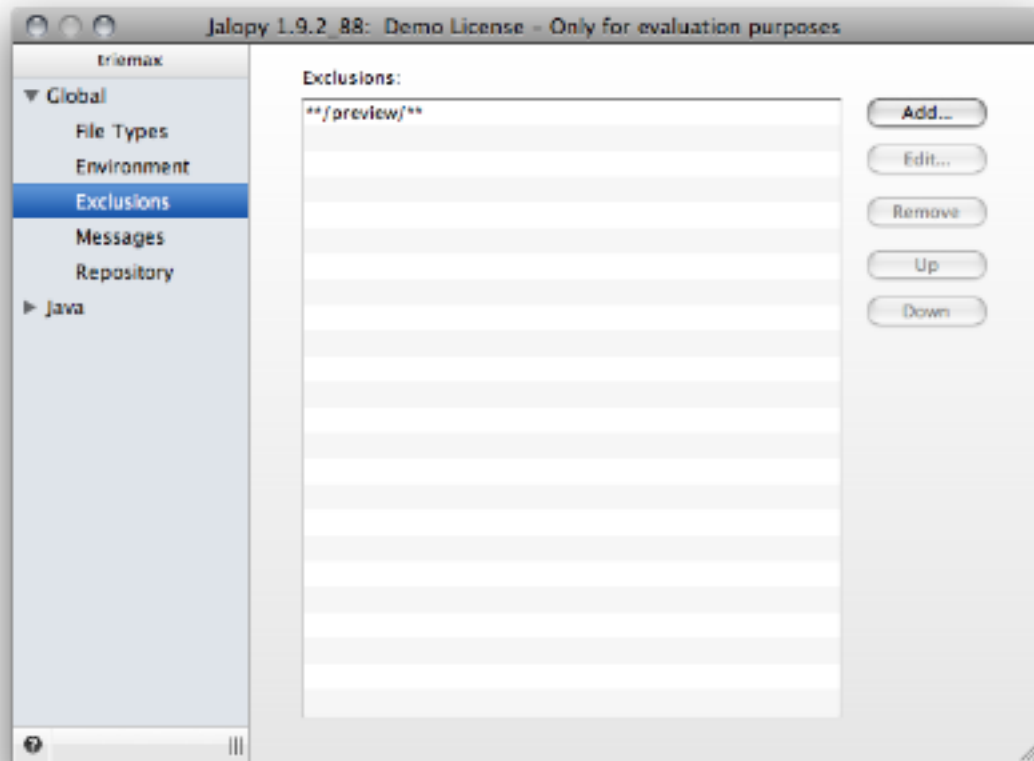 Jalopy 1.9.2_88: Demo License – Only for evaluation purposes
triemax
Global
File Types
Environment
Exclusions
Messages
Repository
Java
Exclusions:
**/preview/**
Add...
Edit...
Remove
Up
Down